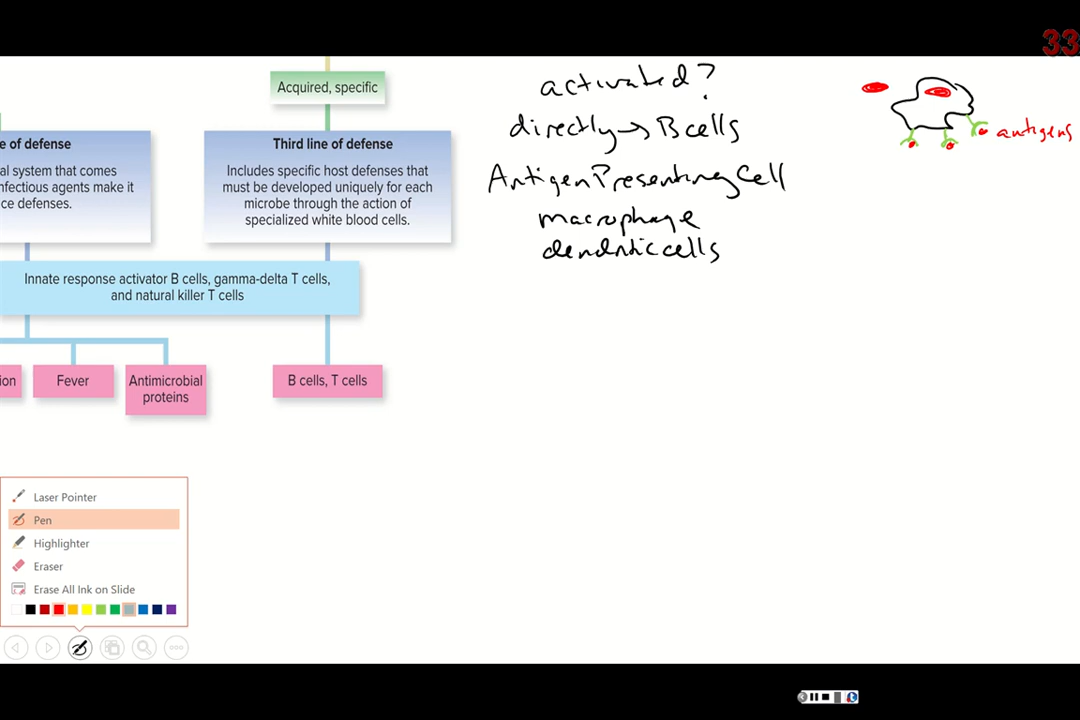 33
Acquired, specific
e of defense
al system that comes
nfectious agents make it
ce defenses.
Third line of defense
Includes specific host defenses that
must be developed uniquely for each
microbe through the action of
specialized white blood cells.
Innate response activator B cells, gamma-delta T cells,
and natural killer T cells
ion
Fever
Antimicrobial
proteins
B cells, T cells
activated?
directly→B cells
Antigen Presenting Cell
macrophage
dendritic cells
antigens
Laser Pointer
Pen
Highlighter
Eraser
Erase All Ink on Slide